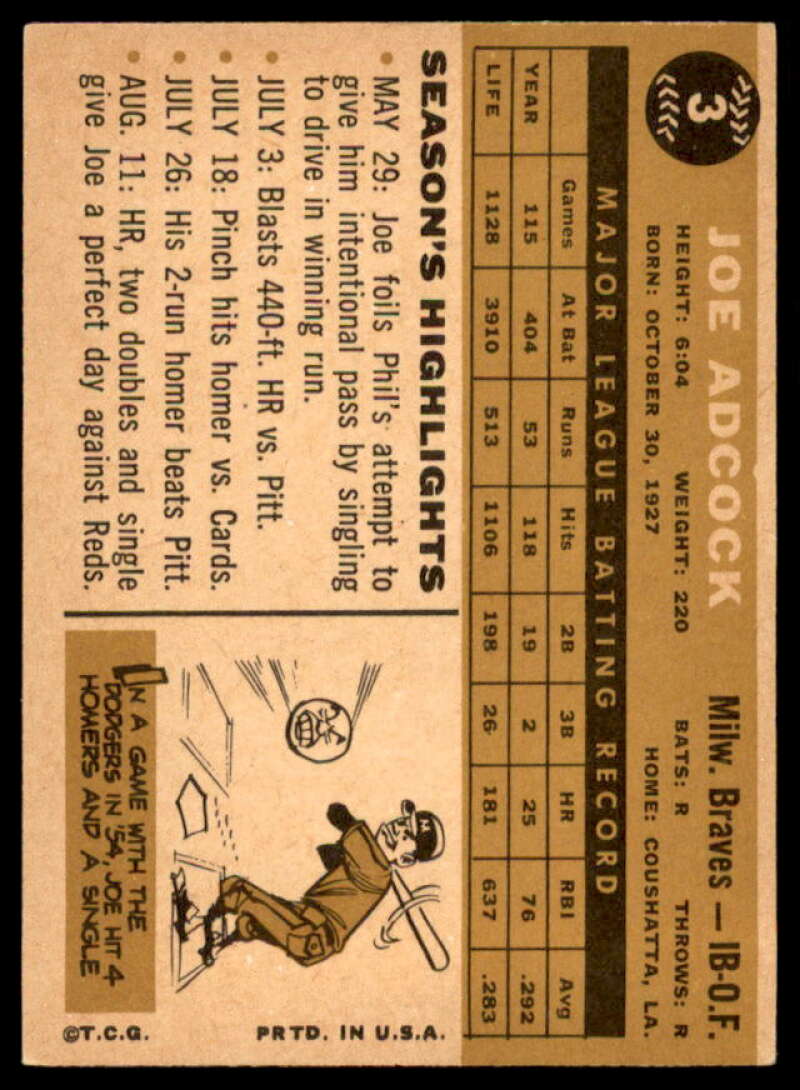 3
JOE ADCOCK Milw. Braves — 1B-O.F.
HEIGHT: 6:04 WEIGHT: 220 BATS: R THROWS: R
BORN: OCTOBER 30, 1927 HOME: COUSHATTA, LA.
MAJOR LEAGUE BATTING RECORD
Games At Bat Runs Hits 2B 3B HR RBI Avg
YEAR 115 404 53 118 19 2 25 76 .292
LIFE 1128 3910 513 1106 198 26 181 637 .283
SEASON'S HIGHLIGHTS
• MAY 29: Joe foils Phil's attempt to
give him intentional pass by singling
to drive in winning run.
• JULY 3: Blasts 440-ft. HR vs. Pitt.
• JULY 18: Pinch hits homer vs. Cards.
• JULY 26: His 2-run homer beats Pitt.
• AUG. 11: HR, two doubles and single
give Joe a perfect day against Reds.
M
IN A GAME WITH THE
DODGERS IN '54, JOE HIT 4
HOMERS AND A SINGLE
PRTD. IN U.S.A.
©T.C.G.